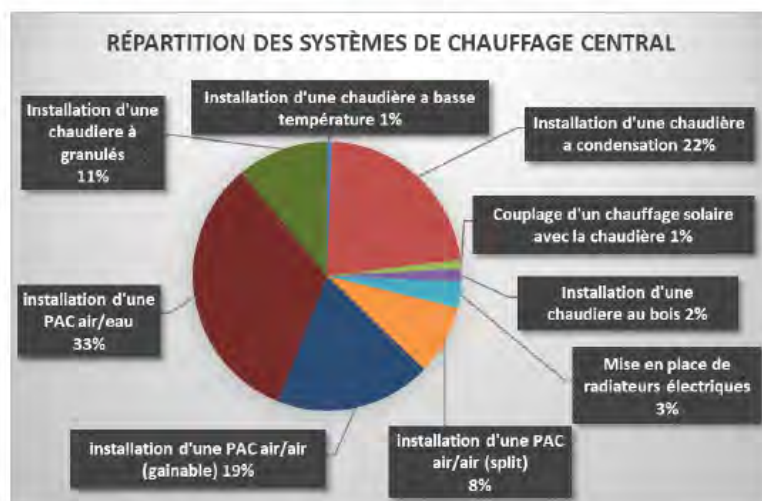 RÉPARTITION DES SYSTÈMES DE CHAUFFAGE CENTRAL
Installation d'une
chaudiere à
granulés
11%
Installation d'une chaudière a basse
température 1%
Installation d'une chaudière
a condensation 22%
Couplage d'un chauffage solaire
avec la chaudière 1%
installation d'une
PAC air/eau
33%
Installation d'une
chaudiere au bois 2%
Mise en place de
radiateurs électriques
3%
installation d'une PAC air/air
(gainable) 19%
installation d'une PAC
air/air (split)
8%